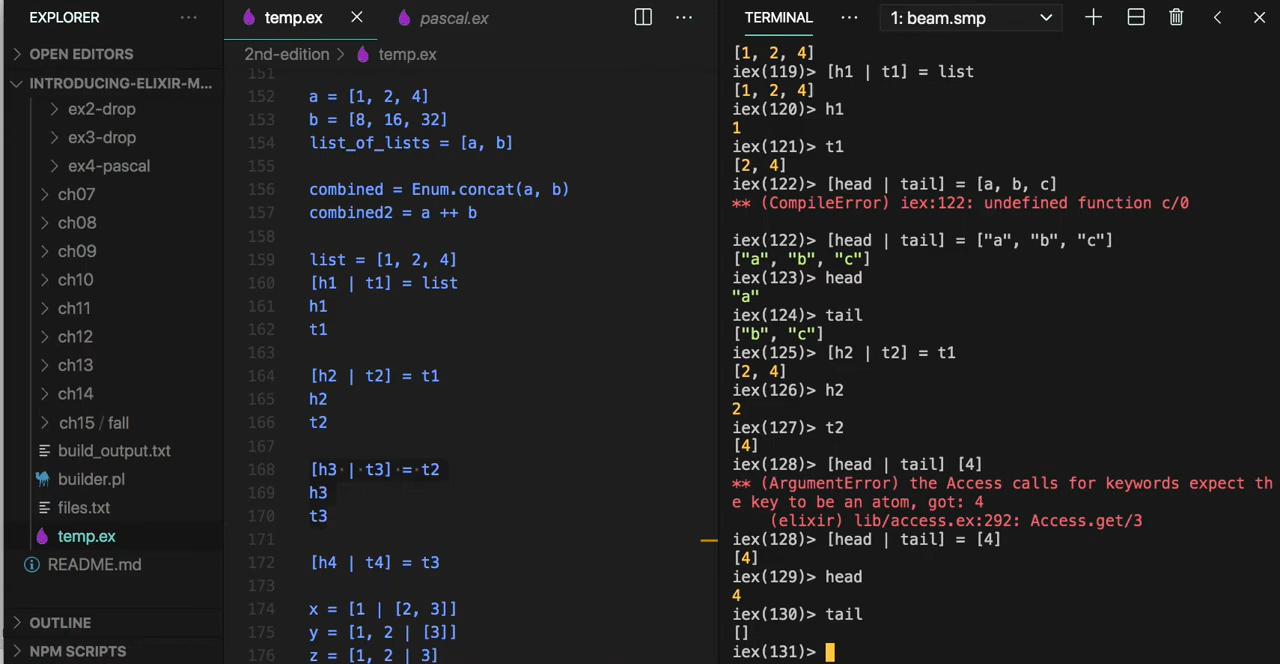 EXPLORER
OPEN EDITORS
INTRODUCING-ELIXIR-M...
ex2-drop
ex3-drop
ex4-pascal
ch07
ch08
ch09
ch10
ch11
ch12
ch13
ch14
ch15 / fall
build_output.txt
builder.pl
files.txt
temp.ex
README.md
OUTLINE
NPM SCRIPTS
temp.ex
pascal.ex
2nd-edition > temp.ex
151
152 a = [1, 2, 4]
153 b = [8, 16, 32]
154 list_of_lists = [a, b]
155
156 combined = Enum.concat(a, b)
157 combined2 = a ++ b
158
159 list = [1, 2, 4]
160 [h1 | t1] = list
161 h1
162 t1
163
164 [h2 | t2] = t1
165 h2
166 t2
167
168 [h3 | t3] = t2
169 h3
170 t3
171
172 [h4 | t4] = t3
173
174 x = [1 | [2, 3]]
175 y = [1, 2 | [3]]
176 z = [1, 2 | 3]
TERMINAL
1: beam.smp
[1, 2, 4]
iex(119)> [h1 | t1] = list
[1, 2, 4]
iex(120)> h1
1
iex(121)> t1
[2, 4]
iex(122)> [head | tail] = [a, b, c]
** (CompileError) iex:122: undefined function c/0
iex(122)> [head | tail] = ["a", "b", "c"]
["a", "b", "c"]
iex(123)> head
"a"
iex(124)> tail
["b", "c"]
iex(125)> [h2 | t2] = t1
[2, 4]
iex(126)> h2
2
iex(127)> t2
[4]
iex(128)> [head | tail] [4]
** (ArgumentError) the Access calls for keywords expect th
e key to be an atom, got: 4
(elixir) lib/access.ex:292: Access.get/3
iex(128)> [head | tail] = [4]
[4]
iex(129)> head
4
iex(130)> tail
[]
iex(131)>